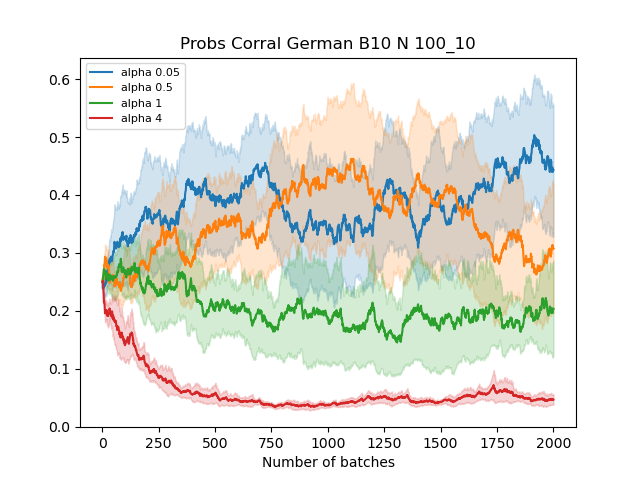 Probs Corral German B10 N 100_10
alpha 0.05
alpha 0.5
alpha 1
alpha 4
0.6
0.5
0.4
0.3
0.2
0.1
0.0
0 250 500 750 1000 1250 1500 1750 2000
Number of batches